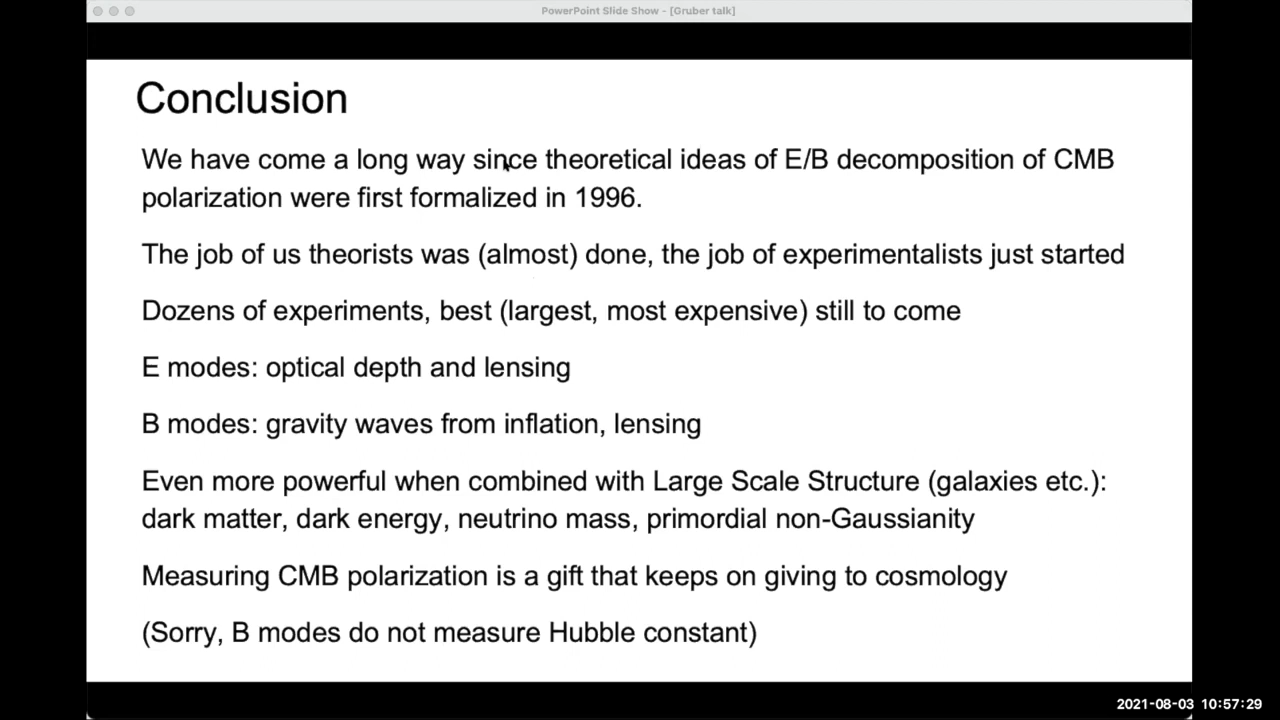 PowerPoint Slide Show - [Gruber talk]
Conclusion
We have come a long way since theoretical ideas of E/B decomposition of CMB
polarization were first formalized in 1996.
The job of us theorists was (almost) done, the job of experimentalists just started
Dozens of experiments, best (largest, most expensive) still to come
E modes: optical depth and lensing
B modes: gravity waves from inflation, lensing
Even more powerful when combined with Large Scale Structure (galaxies etc.):
dark matter, dark energy, neutrino mass, primordial non-Gaussianity
Measuring CMB polarization is a gift that keeps on giving to cosmology
(Sorry, B modes do not measure Hubble constant)
2021-08-03 10:57:29